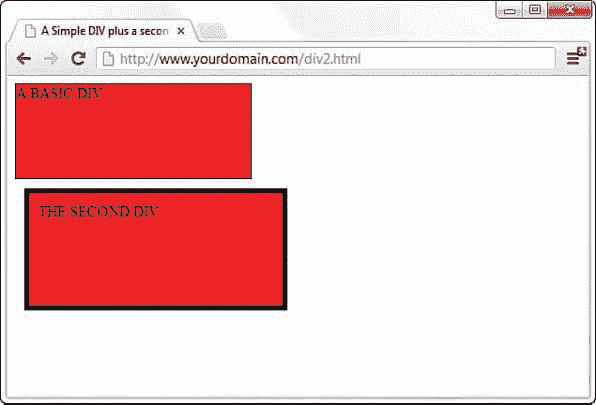 A Simple DIV plus a secon
http://www.yourdomain.com/div2.html
A BASIC DIV
THE SECOND DIV